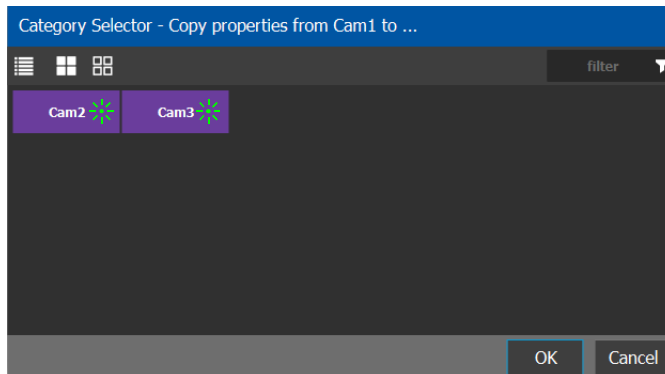 Category Selector - Copy properties from Cam1 to ...
filter
Cam2 Cam3
OK Cancel